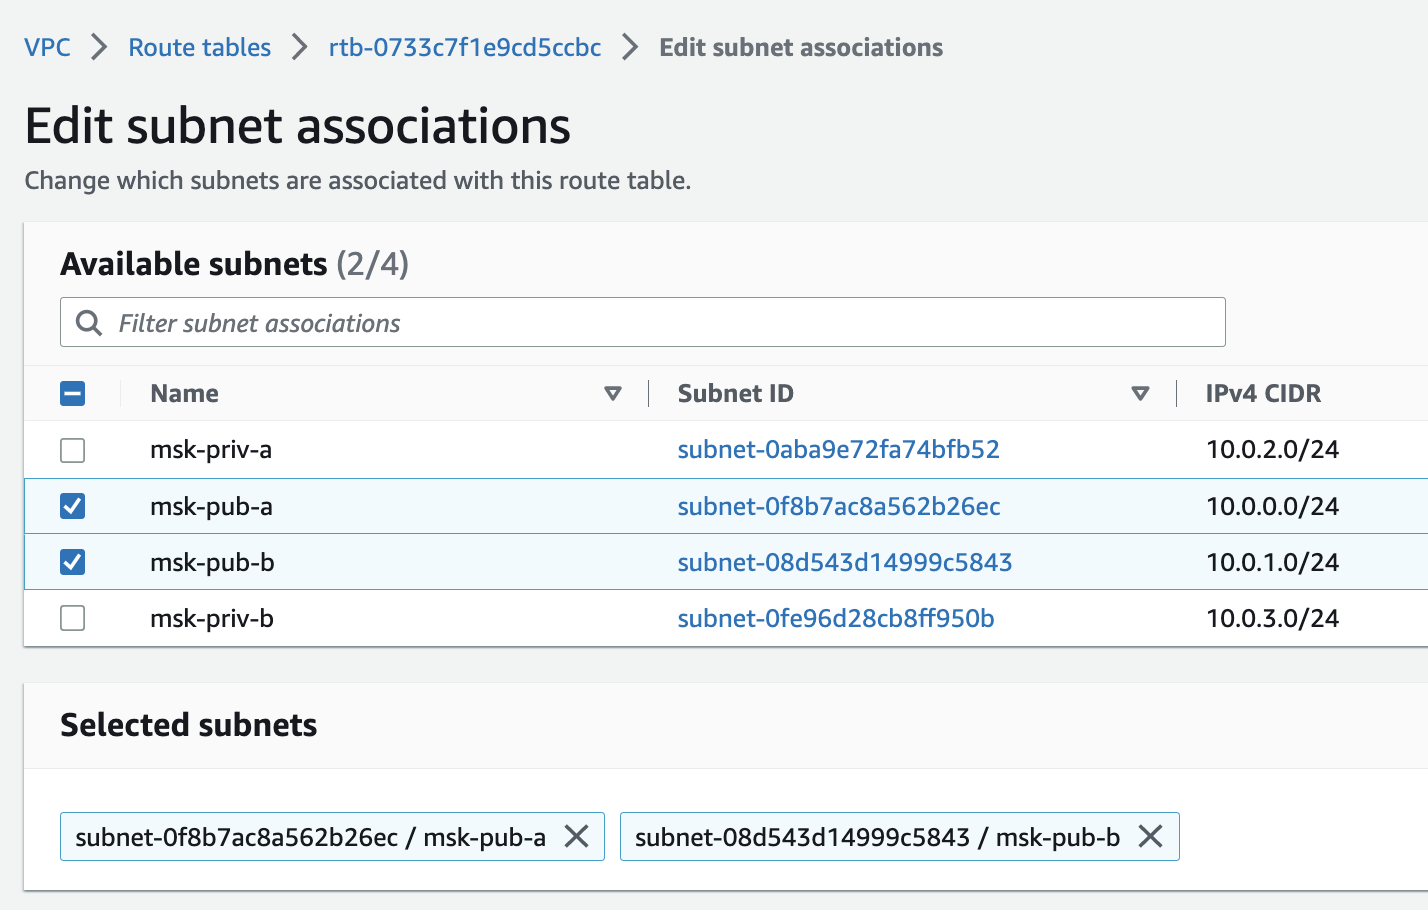 VPC > Route tables > rtb-0733c7f1e9cd5ccbc > Edit subnet associations
Edit subnet associations
Change which subnets are associated with this route table.
Available subnets (2/4)
Filter subnet associations
Name Subnet ID IPv4 CIDR
msk-priv-a subnet-0aba9e72fa74bfb52 10.0.2.0/24
msk-pub-a subnet-0f8b7ac8a562b26ec 10.0.0.0/24
msk-pub-b subnet-08d543d14999c5843 10.0.1.0/24
msk-priv-b subnet-0fe96d28cb8ff950b 10.0.3.0/24
Selected subnets
subnet-0f8b7ac8a562b26ec / msk-pub-a subnet-08d543d14999c5843 / msk-pub-b